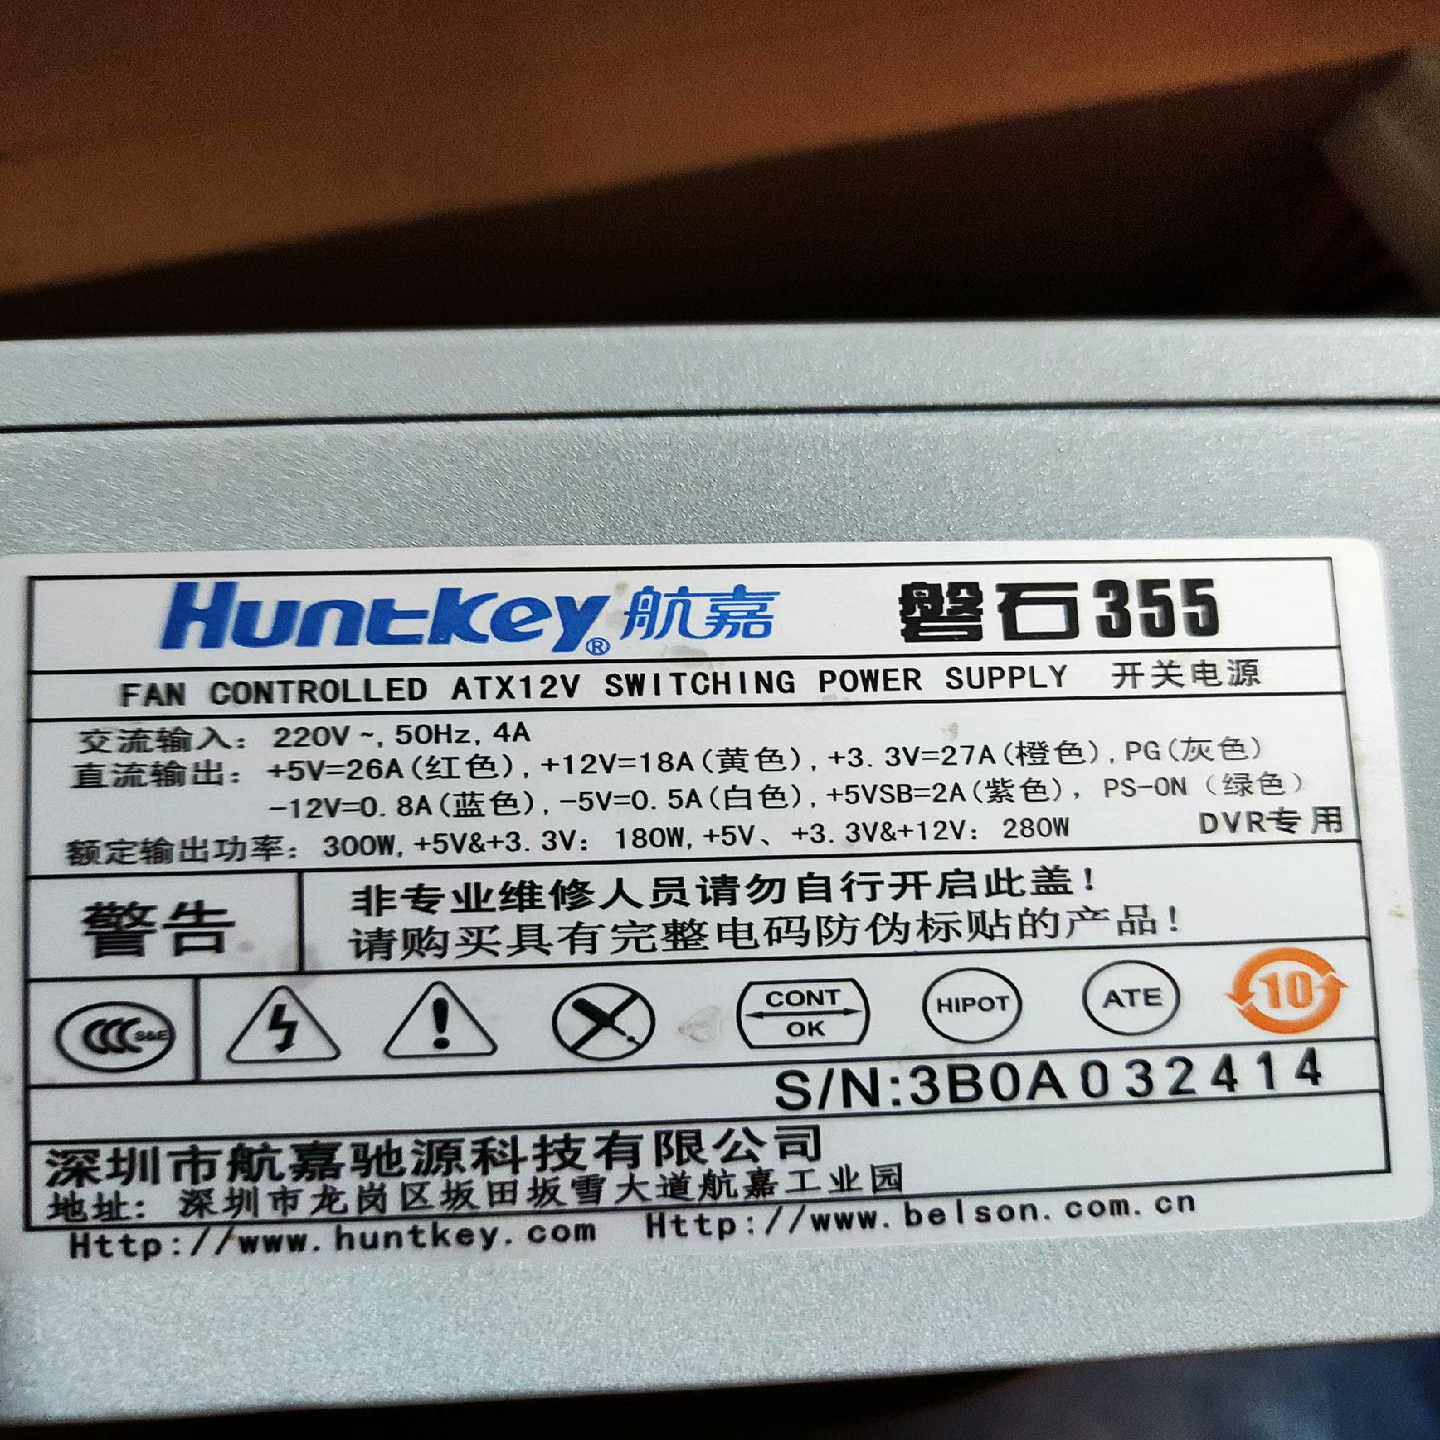 Huntkey® 航嘉 磐石355
FAN CONTROLLED ATX12V SWITCHING POWER SUPPLY 开关电源
交流输入：220V～, 50Hz, 4A
直流输出：+5V=26A(红色), +12V=18A(黄色), +3.3V=27A(橙色), PG(灰色)
-12V=0.8A(蓝色), -5V=0.5A(白色), +5VSB=2A(紫色), PS-ON（绿色）
额定输出功率：300W, +5V&+3.3V：180W, +5V、+3.3V&+12V：280W DVR专用
警告
非专业维修人员请勿自行开启此盖！
请购买具有完整电码防伪标贴的产品！
CCC S&E CONT OK HIPOT ATE 10
S/N:3B0A032414
深圳市航嘉驰源科技有限公司
地址：深圳市龙岗区坂田坂雪大道航嘉工业园
Http://www.huntkey.com Http://www.belson.com.cn